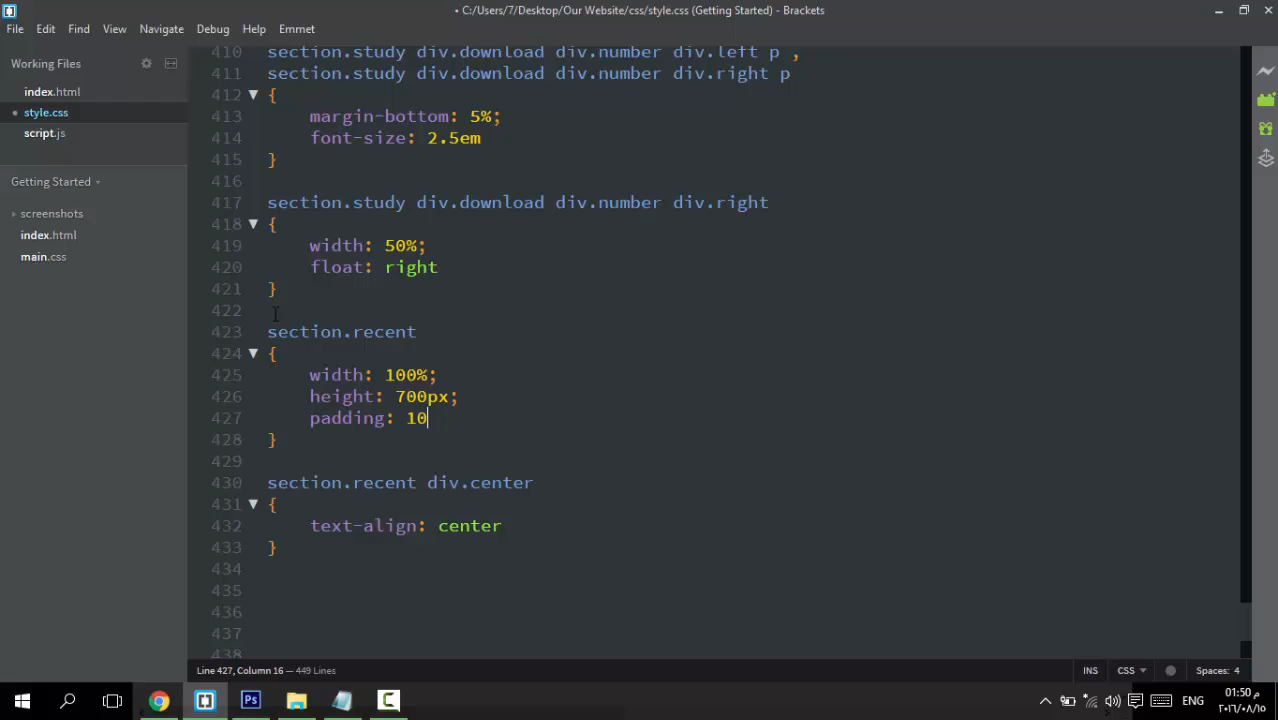 • C:/Users/7/Desktop/Our Website/css/style.css (Getting Started) - Brackets
File Edit Find View Navigate Debug Help Emmet
Working Files
index.html
style.css
script.js
Getting Started
screenshots
index.html
main.css
410 section.study div.download div.number div.left p ,
411 section.study div.download div.number div.right p
412 {
413 margin-bottom: 5%;
414 font-size: 2.5em
415 }
416
417 section.study div.download div.number div.right
418 {
419 width: 50%;
420 float: right
421 }
422
423 section.recent
424 {
425 width: 100%;
426 height: 700px;
427 padding: 10
428 }
429
430 section.recent div.center
431 {
432 text-align: center
433 }
434
435
436
437
438
Line 427, Column 16 — 449 Lines
INS CSS Spaces: 4
Ps C ENG
01:50 م
٢٠١٦/٠٨/١٥